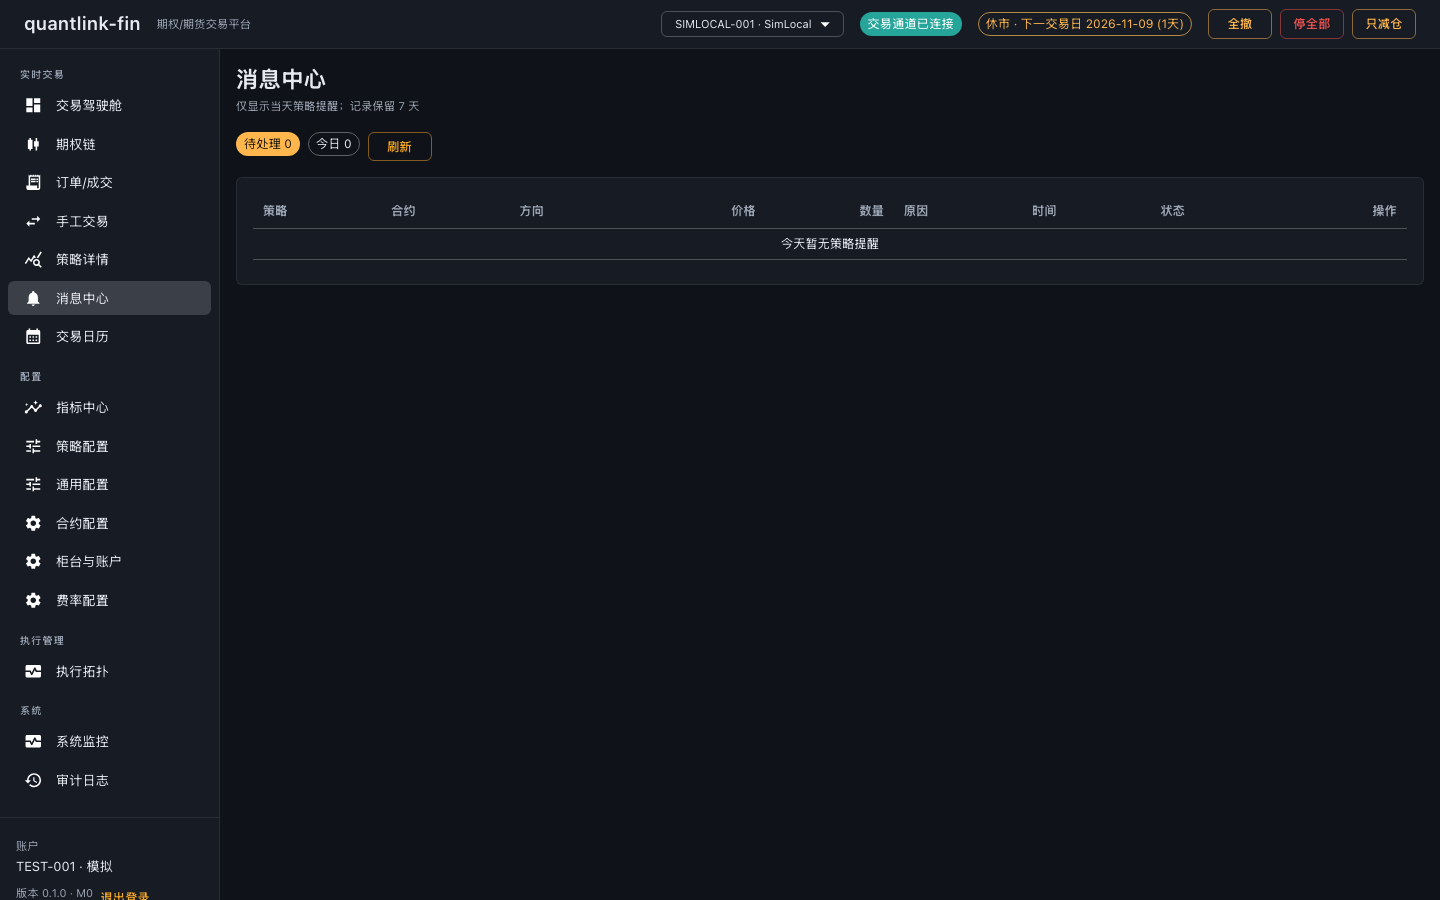 quantlink-fin 期权/期货交易平台 SIMLOCAL-001 · SimLocal 交易通道已连接 休市 · 下一交易日 2026-11-09 (1天) 全撤 停全部 只减仓
实时交易
交易驾驶舱
期权链
订单/成交
手工交易
策略详情
消息中心
交易日历
配置
指标中心
策略配置
通用配置
合约配置
柜台与账户
费率配置
执行管理
执行拓扑
系统
系统监控
审计日志
账户
TEST-001 · 模拟
版本 0.1.0 · M0 退出登录
消息中心
仅显示当天策略提醒；记录保留 7 天
待处理 0 今日 0 刷新
策略 合约 方向 价格 数量 原因 时间 状态 操作
今天暂无策略提醒